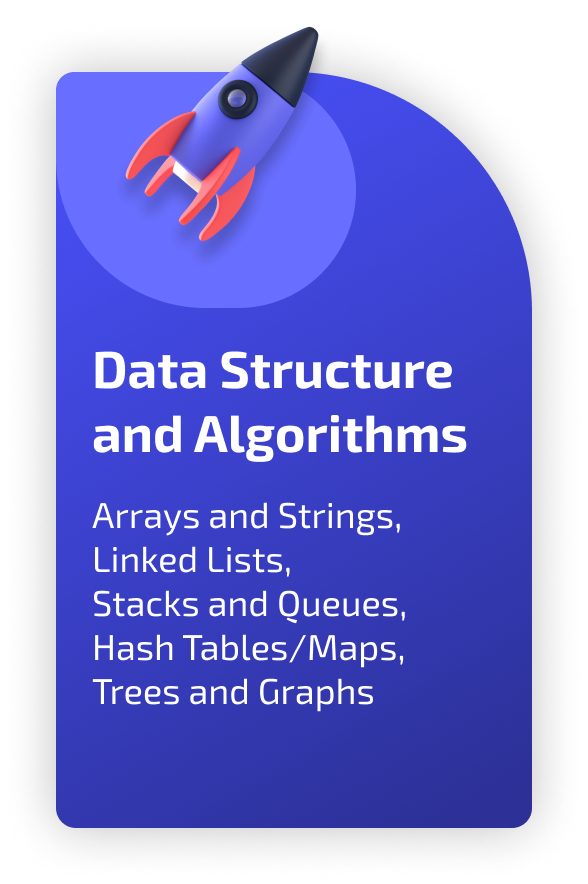 Data Structure
and Algorithms
Arrays and Strings,
Linked Lists,
Stacks and Queues,
Hash Tables/Maps,
Trees and Graphs